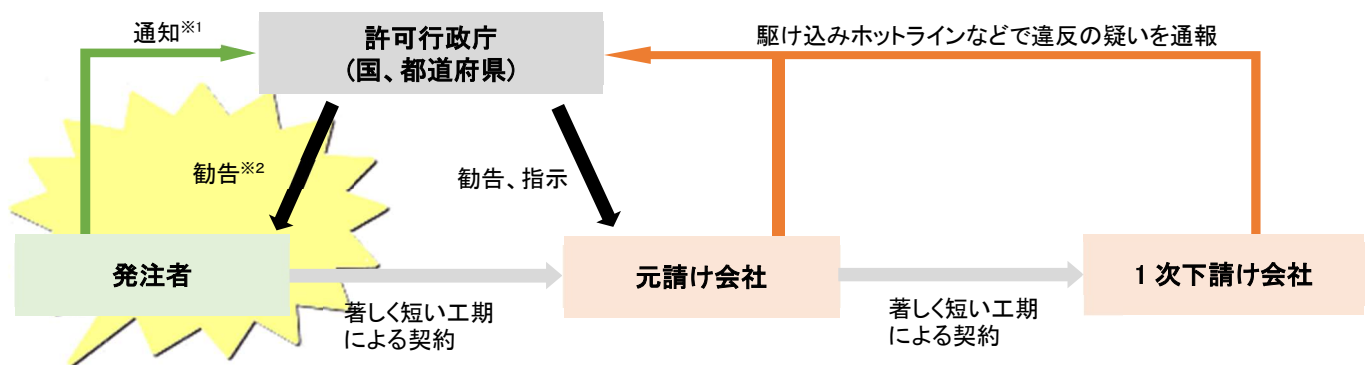 通知※1
許可行政庁
(国、都道府県)
駆け込みホットラインなどで違反の疑いを通報
勧告※2
勧告、指示
発注者
元請け会社
1次下請け会社
著しく短い工期
による契約
著しく短い工期
による契約